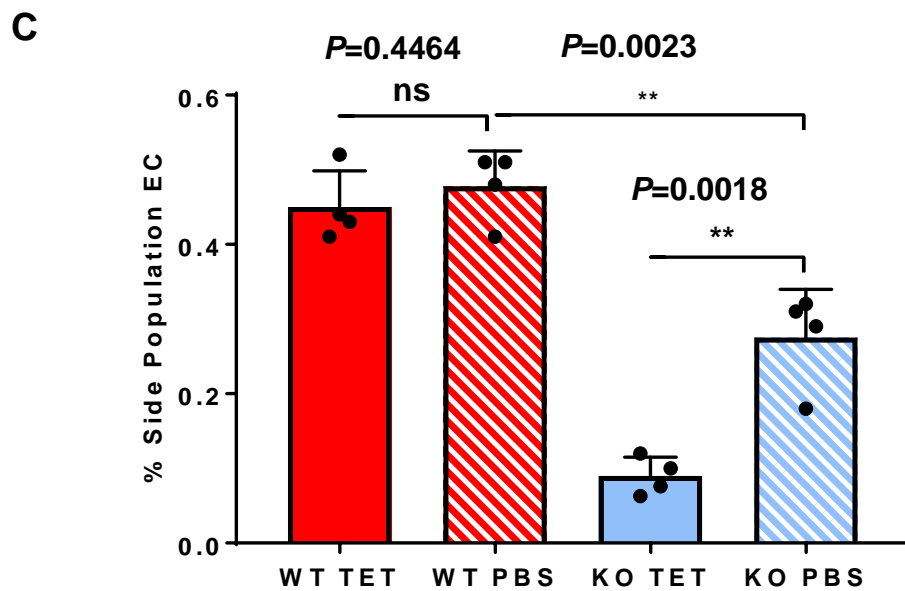 C
P=0.4464
P=0.0023
ns
**
P=0.0018
**
% Side Population EC
0.6
0.4
0.2
0.0
WT TET
WT PBS
KO TET
KO PBS